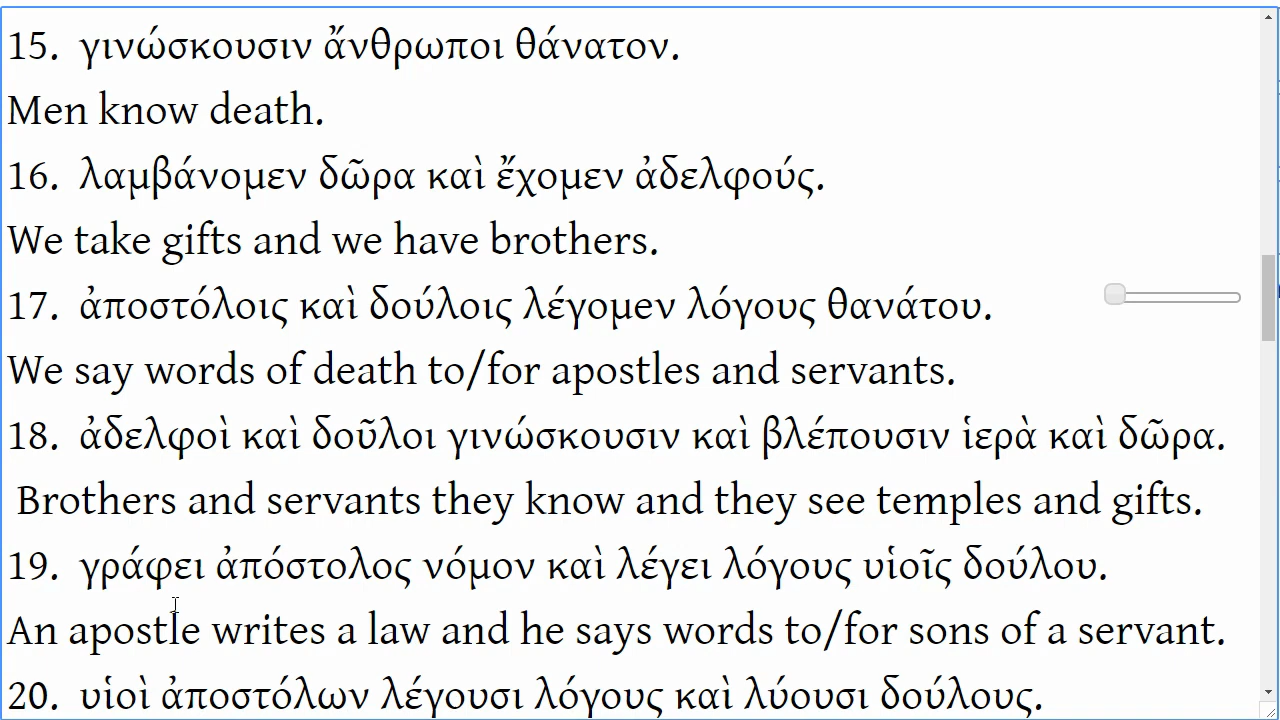 15. γινώσκουσιν ἄνθρωποι θάνατον.
Men know death.
16. λαμβάνομεν δῶρα καὶ ἔχομεν ἀδελφούς.
We take gifts and we have brothers.
17. ἀποστόλοις καὶ δούλοις λέγομεν λόγους θανάτου.
We say words of death to/for apostles and servants.
18. ἀδελφοὶ καὶ δοῦλοι γινώσκουσιν καὶ βλέπουσιν ἱερὰ καὶ δῶρα.
Brothers and servants they know and they see temples and gifts.
19. γράφει ἀπόστολος νόμον καὶ λέγει λόγους υἱοῖς δούλου.
An apostle writes a law and he says words to/for sons of a servant.
20. υἱοὶ ἀποστόλων λέγουσι λόγους καὶ λύουσι δούλους.